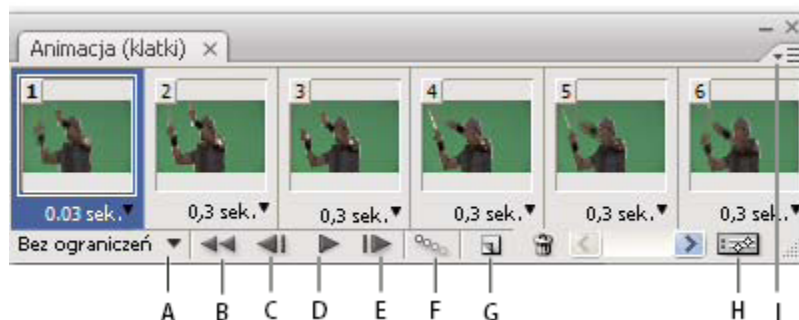 Animacja (klatki)
1 2 3 4 5 6
0.03 sek. 0,3 sek. 0,3 sek. 0,3 sek. 0,3 sek. 0,3 sek.
Bez ograniczeń
A B C D E F G H I